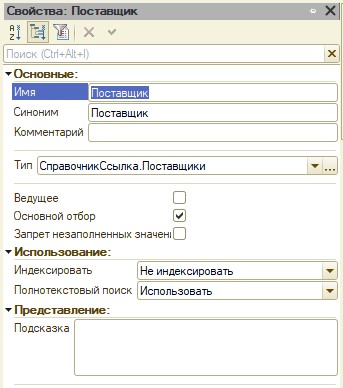 Свойства: Поставщик
Поиск (Ctrl+Alt+I)
Основные:
Имя Поставщик
Синоним Поставщик
Комментарий
Тип СправочникСсылка.Поставщики
Ведущее
Основной отбор
Запрет незаполненных значени
Использование:
Индексировать Не индексировать
Полнотекстовый поиск Использовать
Представление:
Подсказка